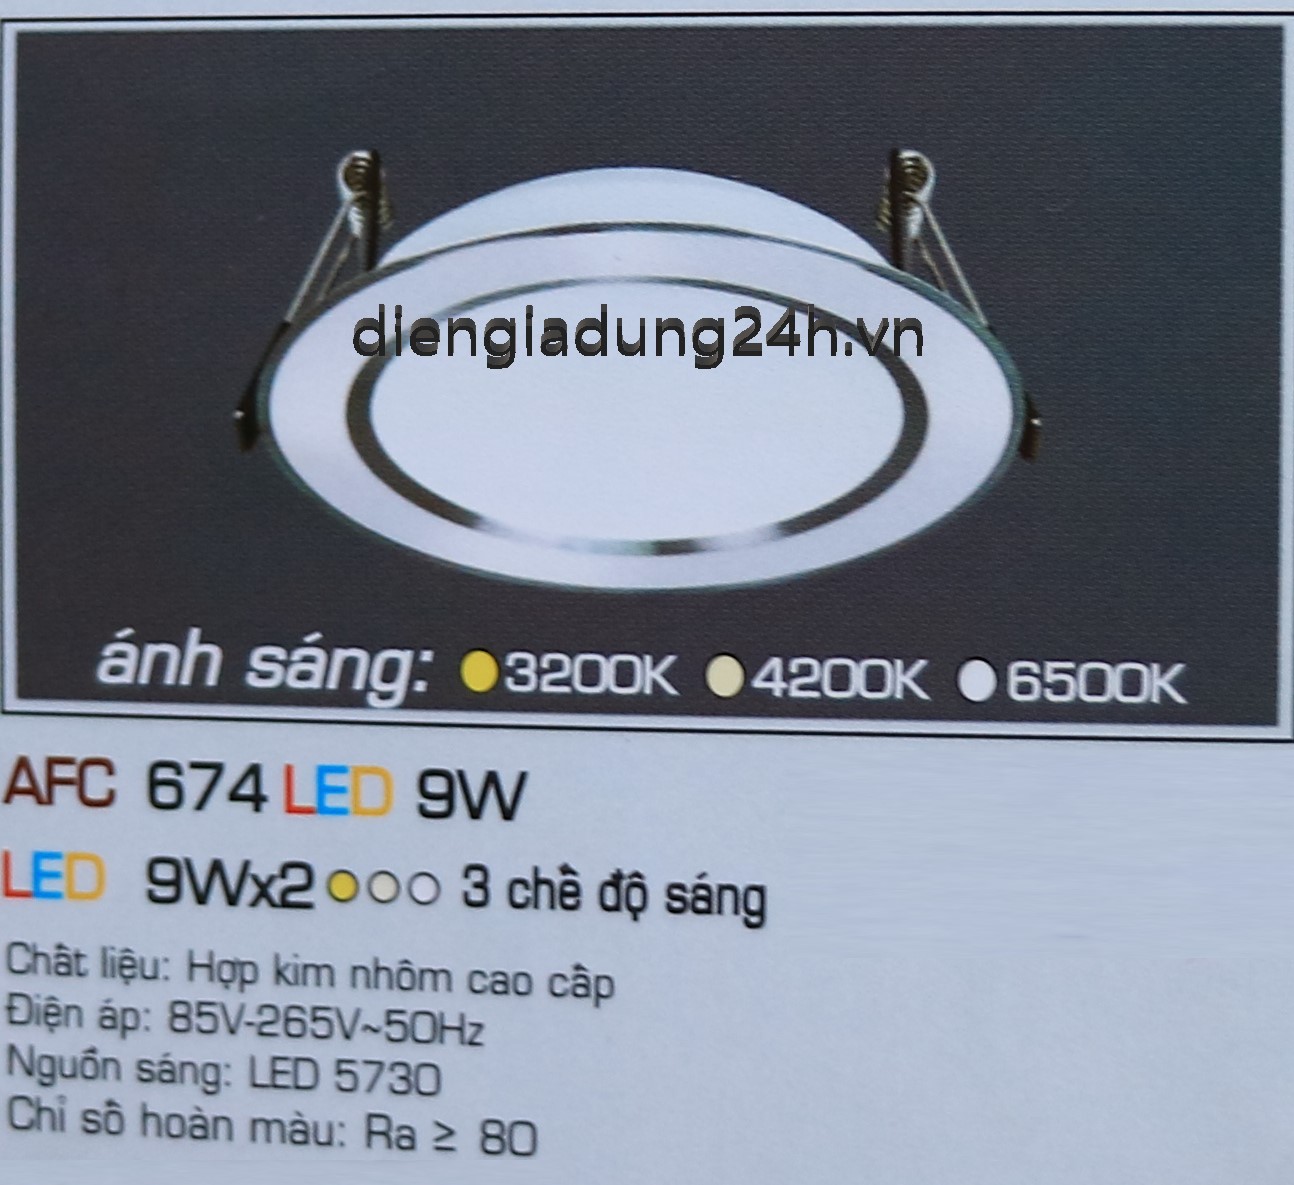 diengiadung24h.vn
ánh sáng: 3200K 4200K 6500K
AFC 674 LED 9W
LED 9Wx2 3 chế độ sáng
Chất liệu: Hợp kim nhôm cao cấp
Điện áp: 85V-265V~50Hz
Nguồn sáng: LED 5730
Chỉ số hoàn màu: Ra ≥ 80